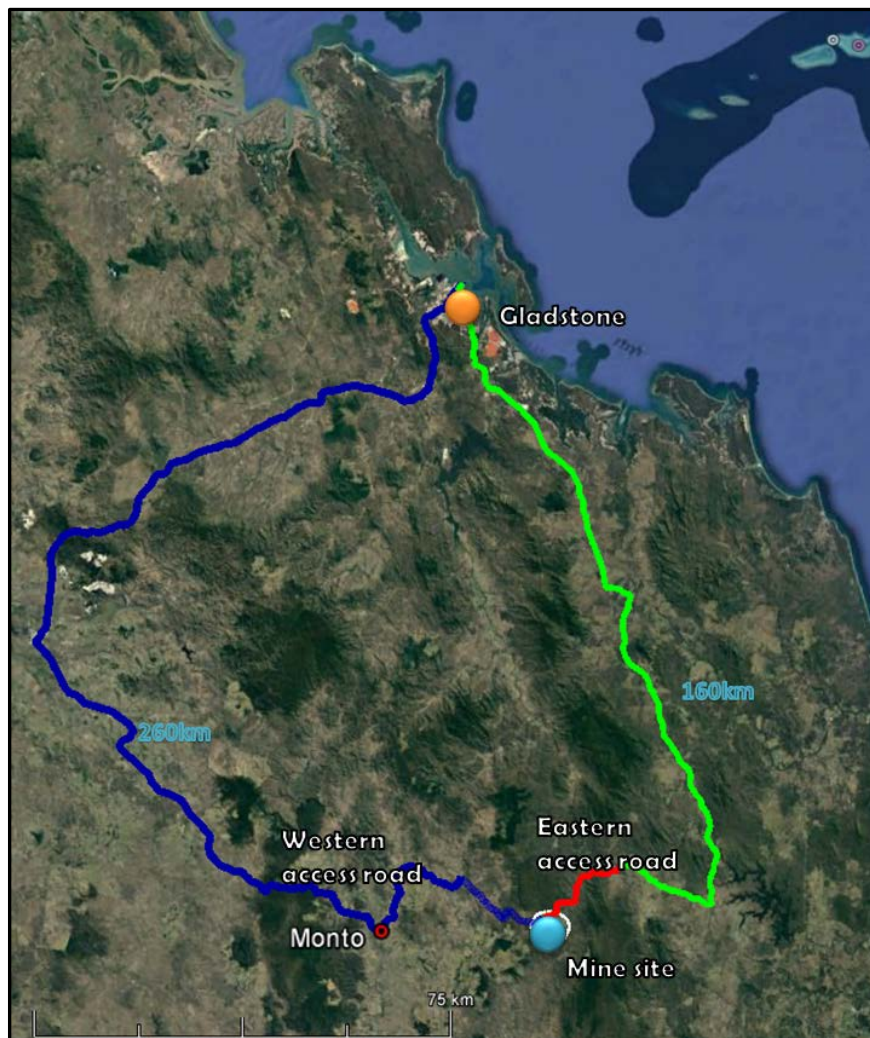 Gladstone
160km
260km
Eastern
access road
Western
access road
Monto
Mine site
75 km